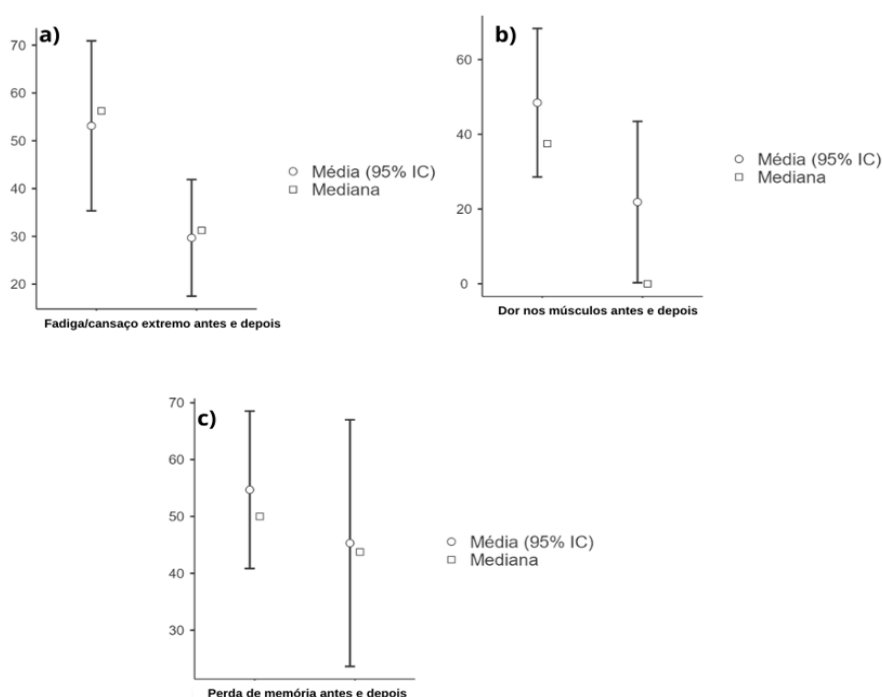 a)
70
60
50
40
30
20
Média (95% IC)
Mediana
Fadiga/cansaço extremo antes e depois
b)
60
40
20
0
Média (95% IC)
Mediana
Dor nos músculos antes e depois
c)
70
60
50
40
30
Média (95% IC)
Mediana
Perda de memória antes e depois